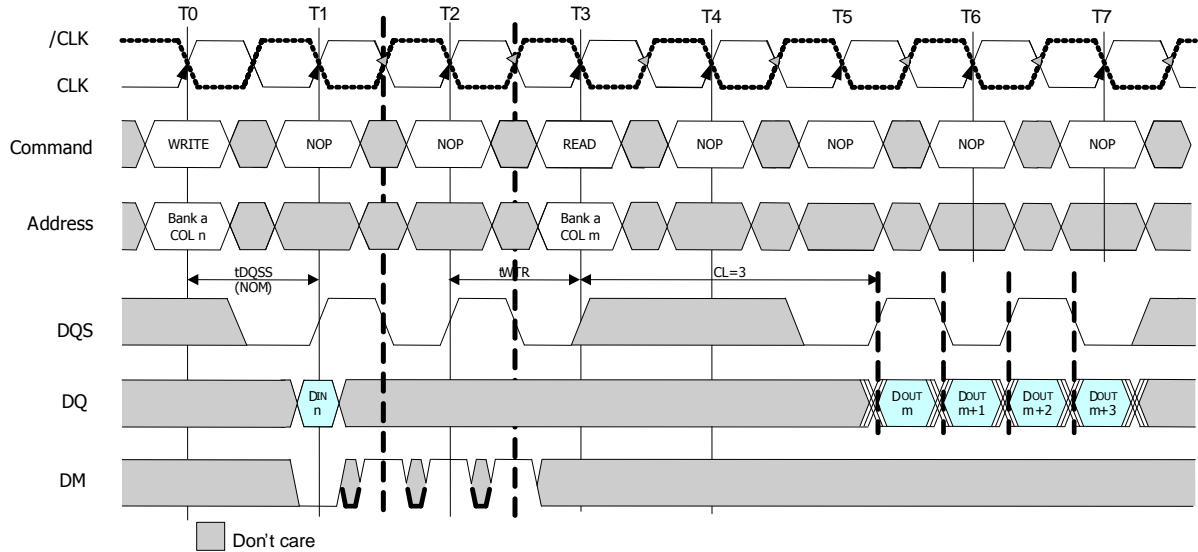 T0 T1 T2 T3 T4 T5 T6 T7
/CLK
CLK
Command WRITE NOP NOP READ NOP NOP NOP NOP
Address Bank a Bank a
COL n COL m
tDQSS tWTR CL=3
(NOM)
DQS
DQ DIN DOUT DOUT DOUT DOUT
n m m+1 m+2 m+3
DM
Don't care